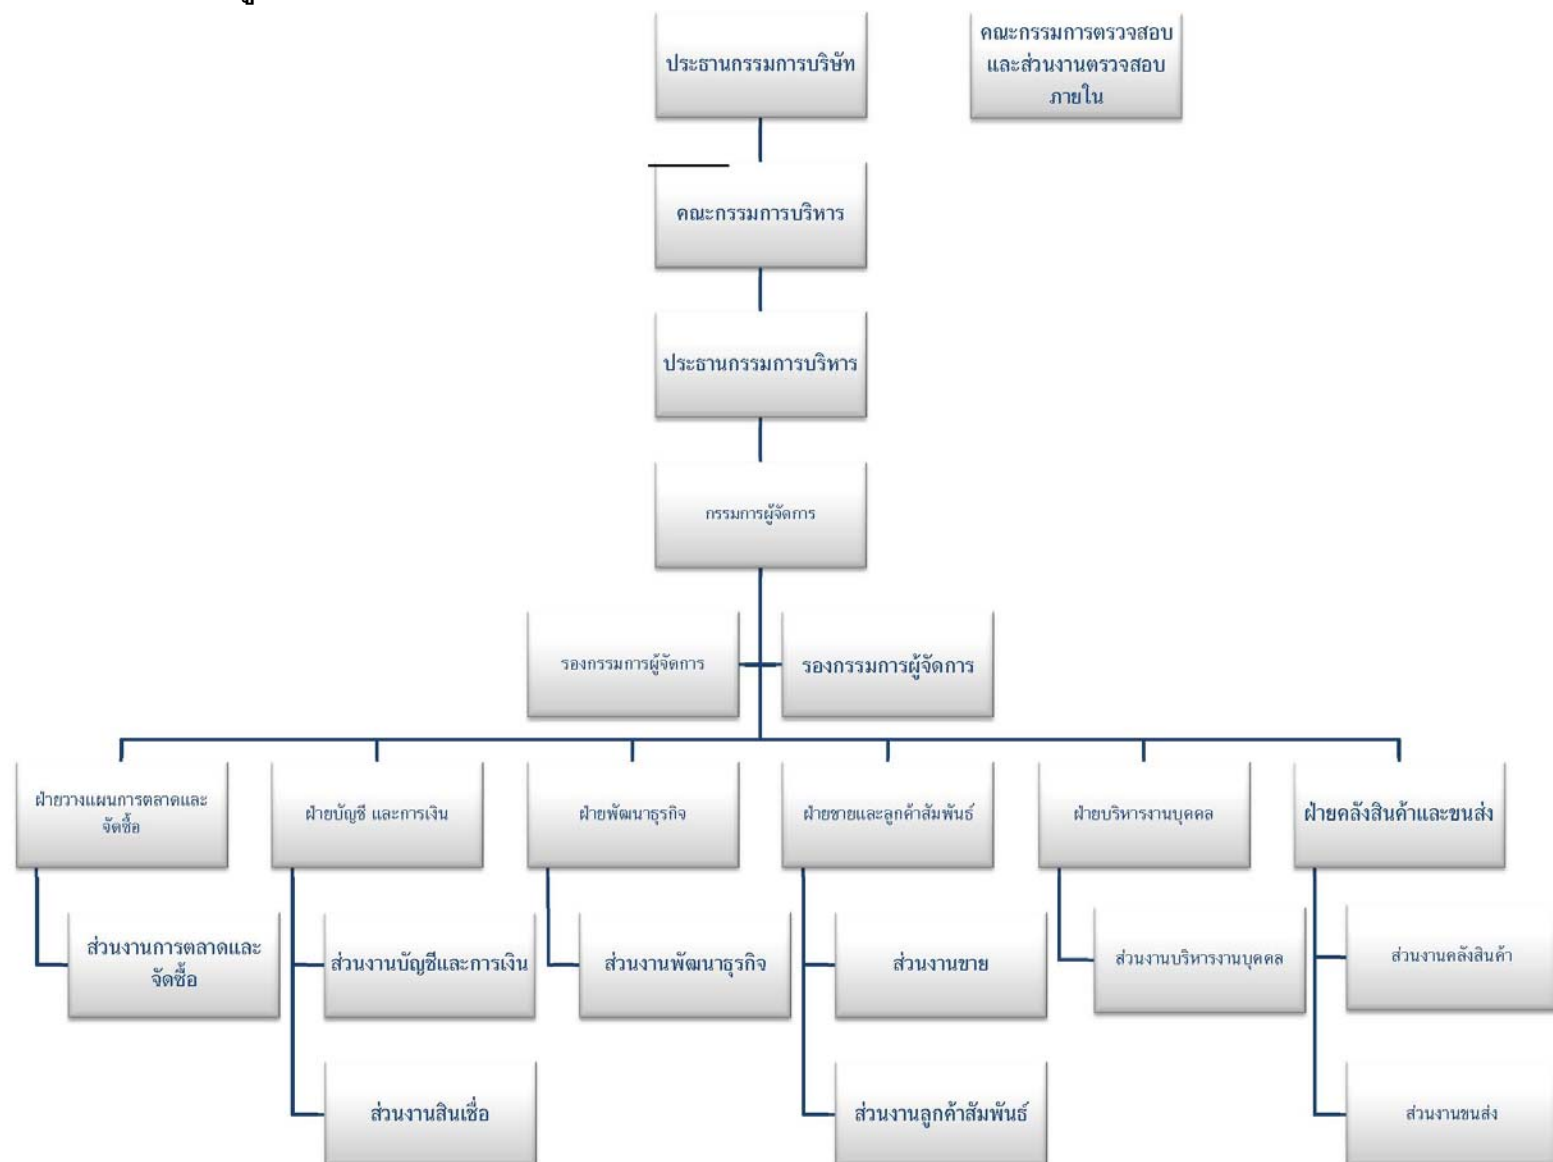 ประธานกรรมการบริษัท
คณะกรรมการตรวจสอบ
และส่วนงานตรวจสอบ
ภายใน
คณะกรรมการบริหาร
ประธานกรรมการบริหาร
กรรมการผู้จัดการ
รองกรรมการผู้จัดการ
รองกรรมการผู้จัดการ
ฝ่ายวางแผนการตลาดและ
จัดซื้อ
ฝ่ายบัญชี และการเงิน
ฝ่ายพัฒนาธุรกิจ
ฝ่ายขายและลูกค้าสัมพันธ์
ฝ่ายบริหารงานบุคคล
ฝ่ายคลังสินค้าและขนส่ง
ส่วนงานการตลาดและ
จัดซื้อ
ส่วนงานบัญชีและการเงิน
ส่วนงานพัฒนาธุรกิจ
ส่วนงานขาย
ส่วนงานบริหารงานบุคคล
ส่วนงานคลังสินค้า
ส่วนงานสินเชื่อ
ส่วนงานลูกค้าสัมพันธ์
ส่วนงานขนส่ง